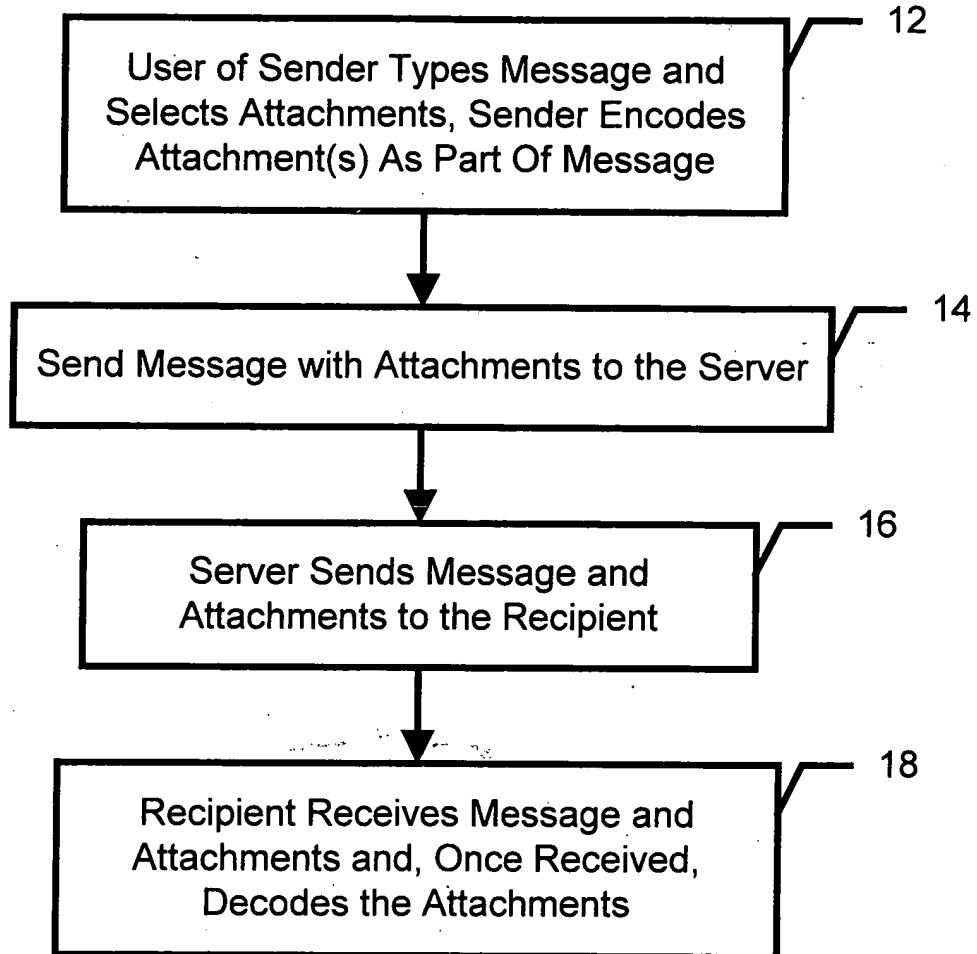 12
User of Sender Types Message and
Selects Attachments, Sender Encodes
Attachment(s) As Part Of Message
14
Send Message with Attachments to the Server
16
Server Sends Message and
Attachments to the Recipient
18
Recipient Receives Message and
Attachments and, Once Received,
Decodes the Attachments